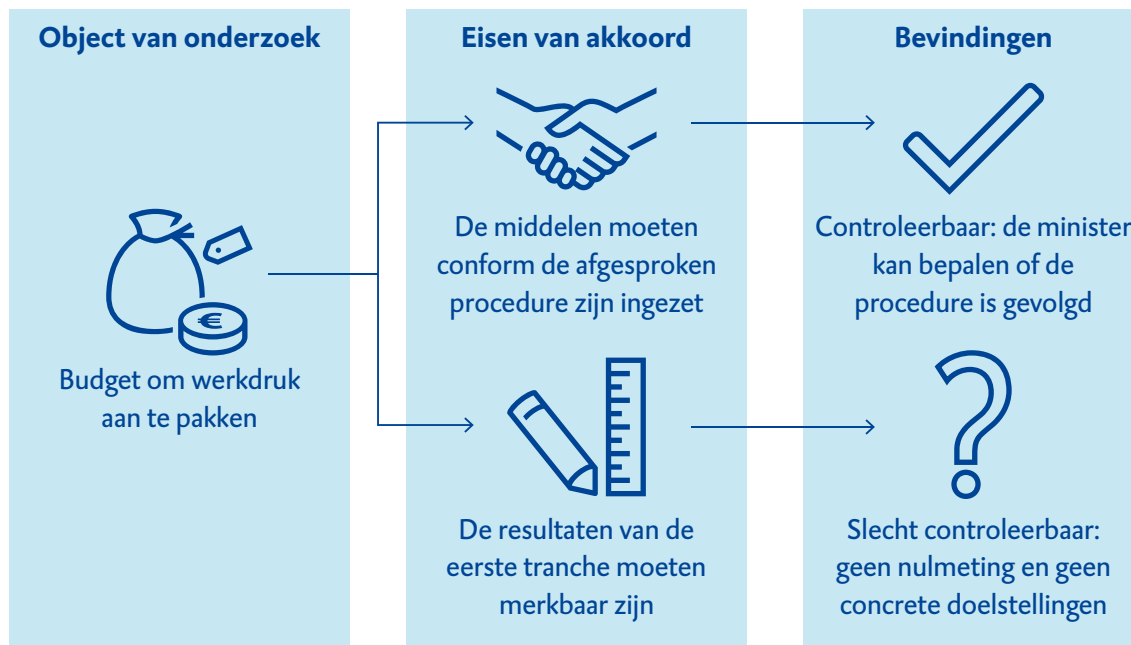 Object van onderzoek
Budget om werkdruk
aan te pakken
Eisen van akkoord
De middelen moeten
conform de afgesproken
procedure zijn ingezet
De resultaten van de
eerste tranche moeten
merkbaar zijn
Bevindingen
Controleerbaar: de minister
kan bepalen of de
procedure is gevolgd
Slecht controleerbaar:
geen nulmeting en geen
concrete doelstellingen